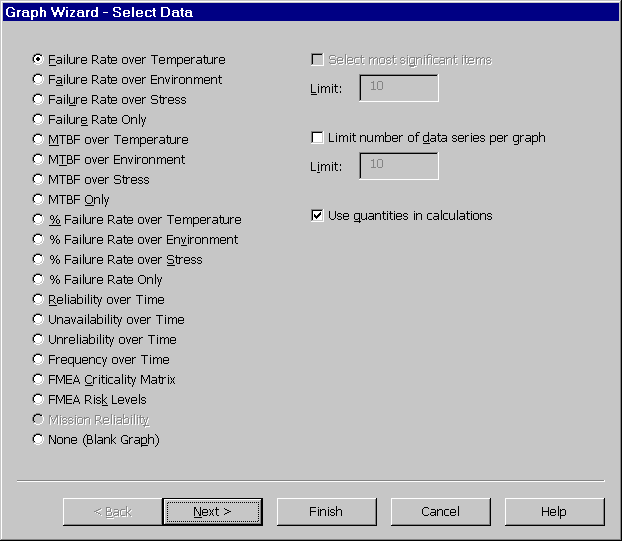 Graph Wizard - Select Data
Failure Rate over Temperature
Failure Rate over Environment
Failure Rate over Stress
Failure Rate Only
MTBF over Temperature
MTBF over Environment
MTBF over Stress
MTBF Only
% Failure Rate over Temperature
% Failure Rate over Environment
% Failure Rate over Stress
% Failure Rate Only
Reliability over Time
Unavailability over Time
Unreliability over Time
Frequency over Time
FMEA Criticality Matrix
FMEA Risk Levels
Mission Reliability
None (Blank Graph)
Select most significant items
Limit: 10
Limit number of data series per graph
Limit: 10
Use quantities in calculations
< Back Next > Finish Cancel Help